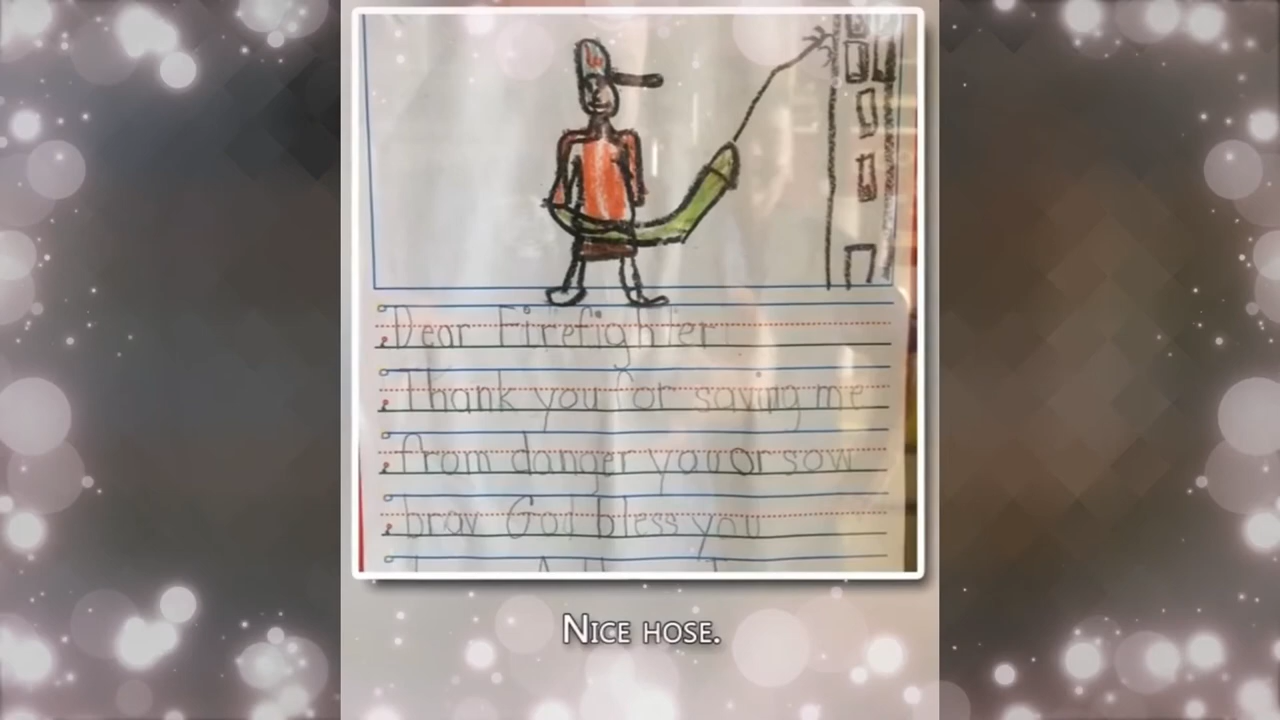 Dear Firefighter
Thank you for saving me
from danger you or sow
brav God bless you
NICE HOSE.